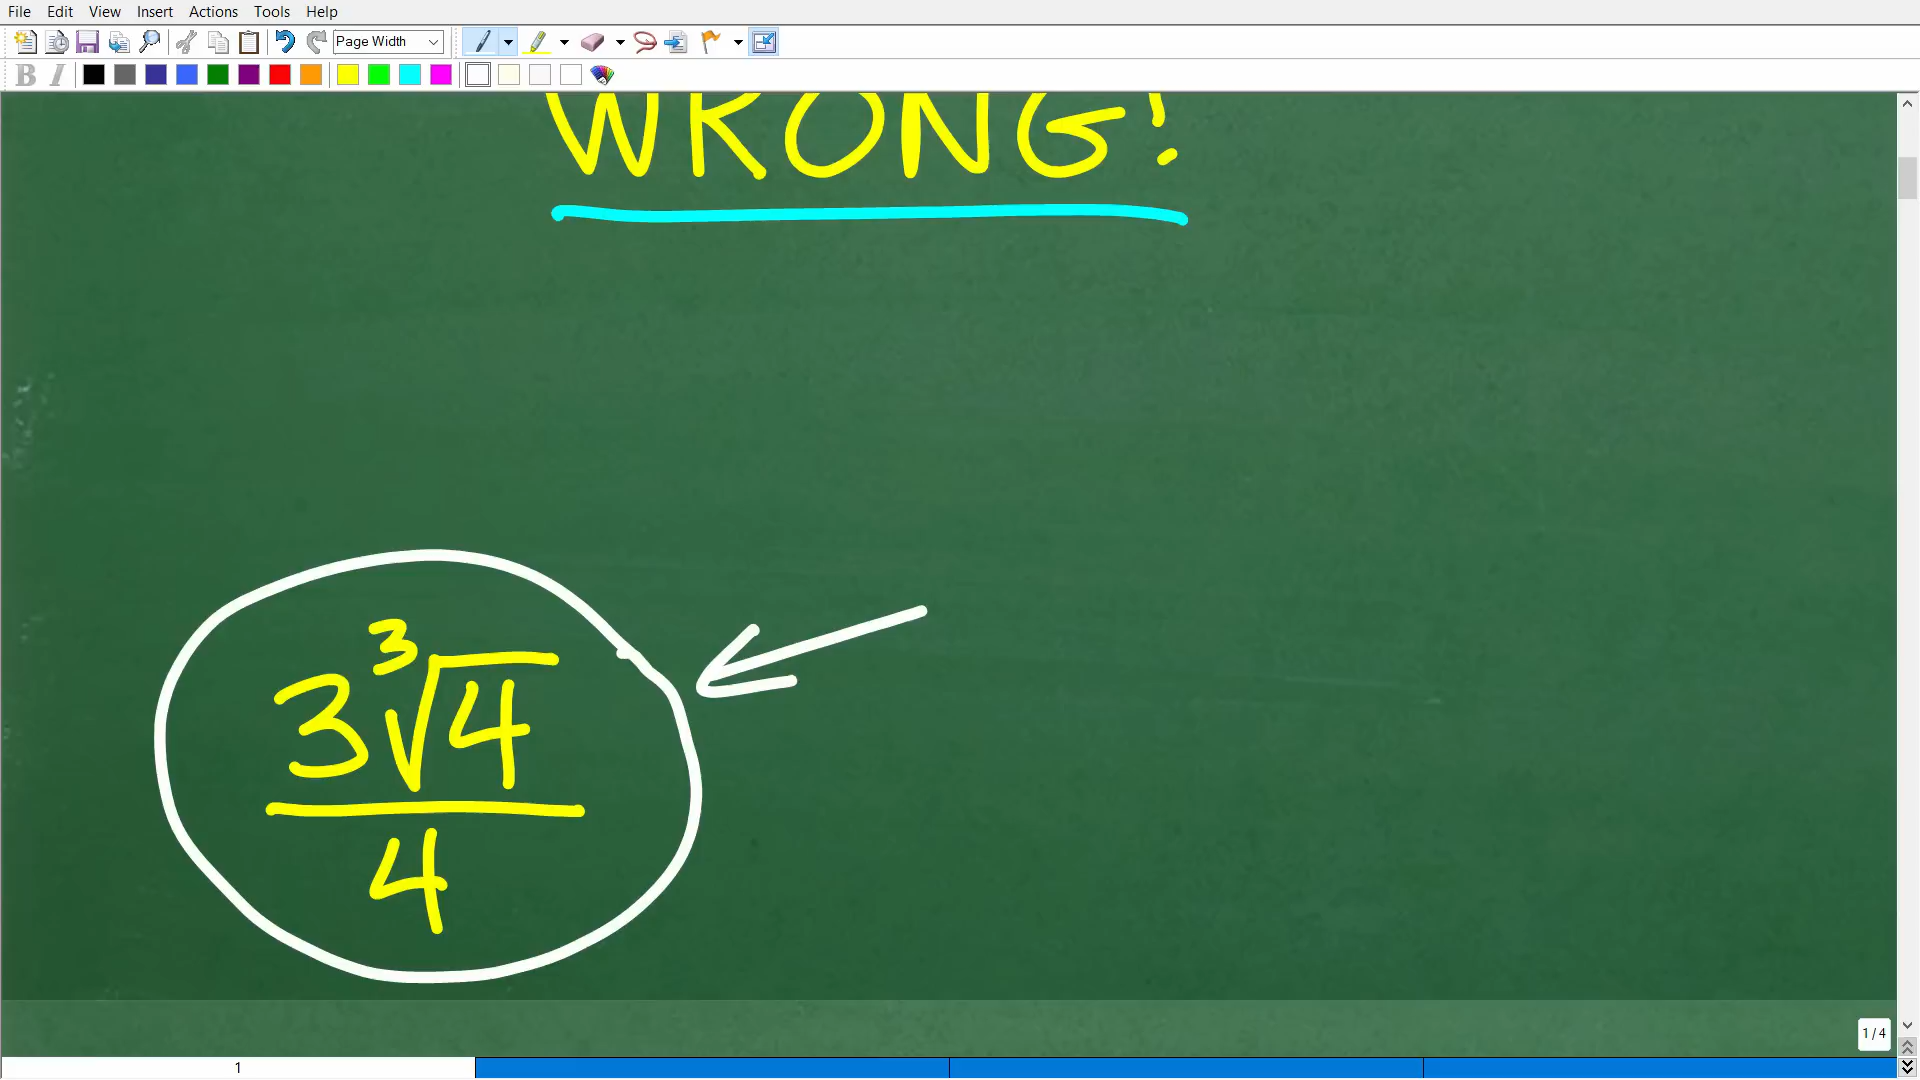 File Edit View Insert Actions Tools Help
Page Width
B I
WRONG!
3∛4
4
1 / 4
1